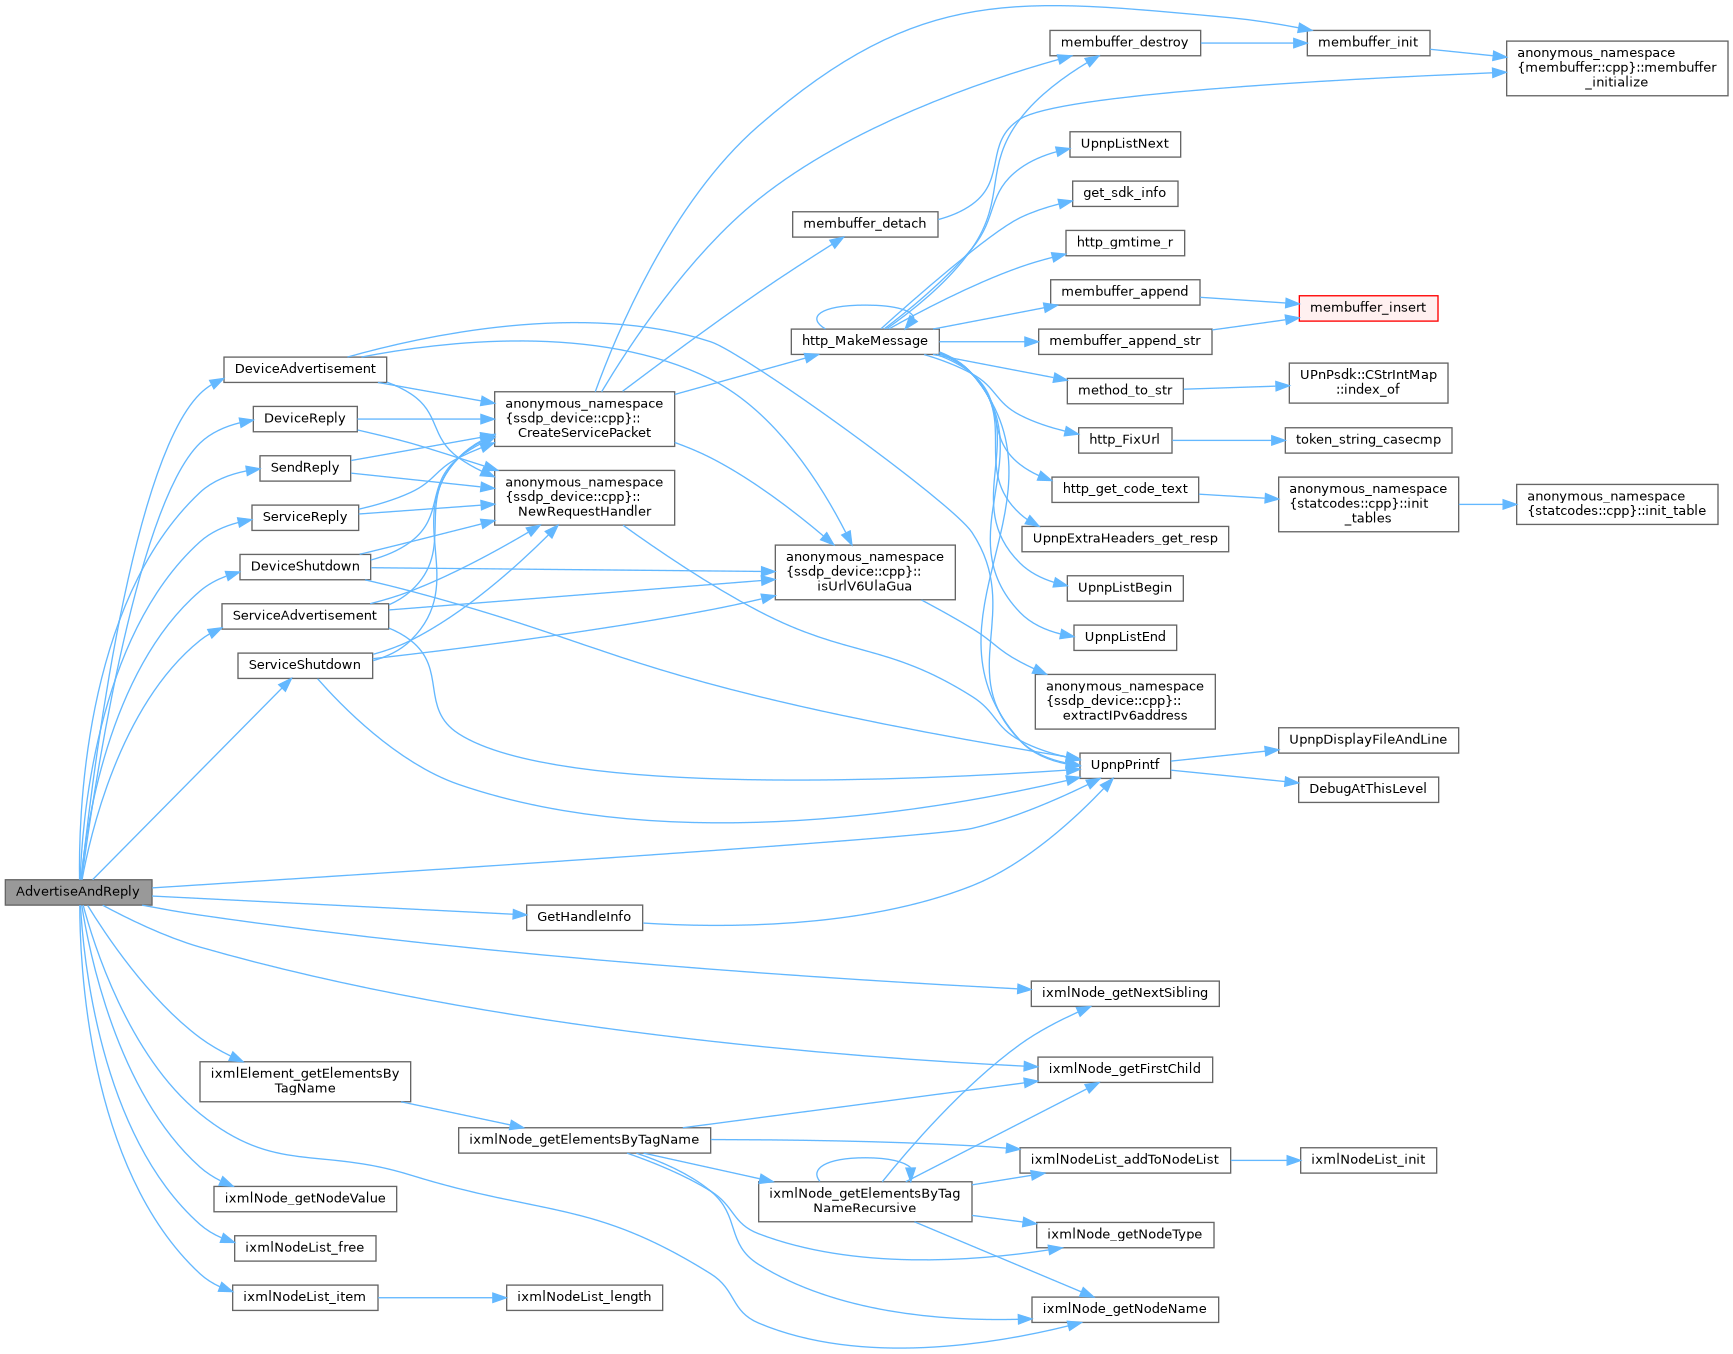 membuffer_destroy
membuffer_init
anonymous_namespace
{membuffer::cpp}::membuffer
_initialize
UpnpListNext
get_sdk_info
membuffer_detach
http_gmtime_r
membuffer_append
membuffer_insert
http_MakeMessage
membuffer_append_str
DeviceAdvertisement
method_to_str
UPnPsdk::CStrIntMap
::index_of
DeviceReply
anonymous_namespace
{ssdp_device::cpp}::
CreateServicePacket
http_FixUrl
token_string_casecmp
SendReply
anonymous_namespace
{ssdp_device::cpp}::
NewRequestHandler
http_get_code_text
anonymous_namespace
{statcodes::cpp}::init
_tables
anonymous_namespace
{statcodes::cpp}::init_table
ServiceReply
UpnpExtraHeaders_get_resp
DeviceShutdown
anonymous_namespace
{ssdp_device::cpp}::
isUrlV6UlaGua
UpnpListBegin
ServiceAdvertisement
UpnpListEnd
ServiceShutdown
anonymous_namespace
{ssdp_device::cpp}::
extractIPv6address
UpnpPrintf
UpnpDisplayFileAndLine
DebugAtThisLevel
AdvertiseAndReply
GetHandleInfo
ixmlNode_getNextSibling
ixmlElement_getElementsBy
TagName
ixmlNode_getFirstChild
ixmlNode_getElementsByTagName
ixmlNodeList_addToNodeList
ixmlNodeList_init
ixmlNode_getNodeValue
ixmlNode_getElementsByTag
NameRecursive
ixmlNode_getNodeType
ixmlNodeList_free
ixmlNodeList_item
ixmlNodeList_length
ixmlNode_getNodeName